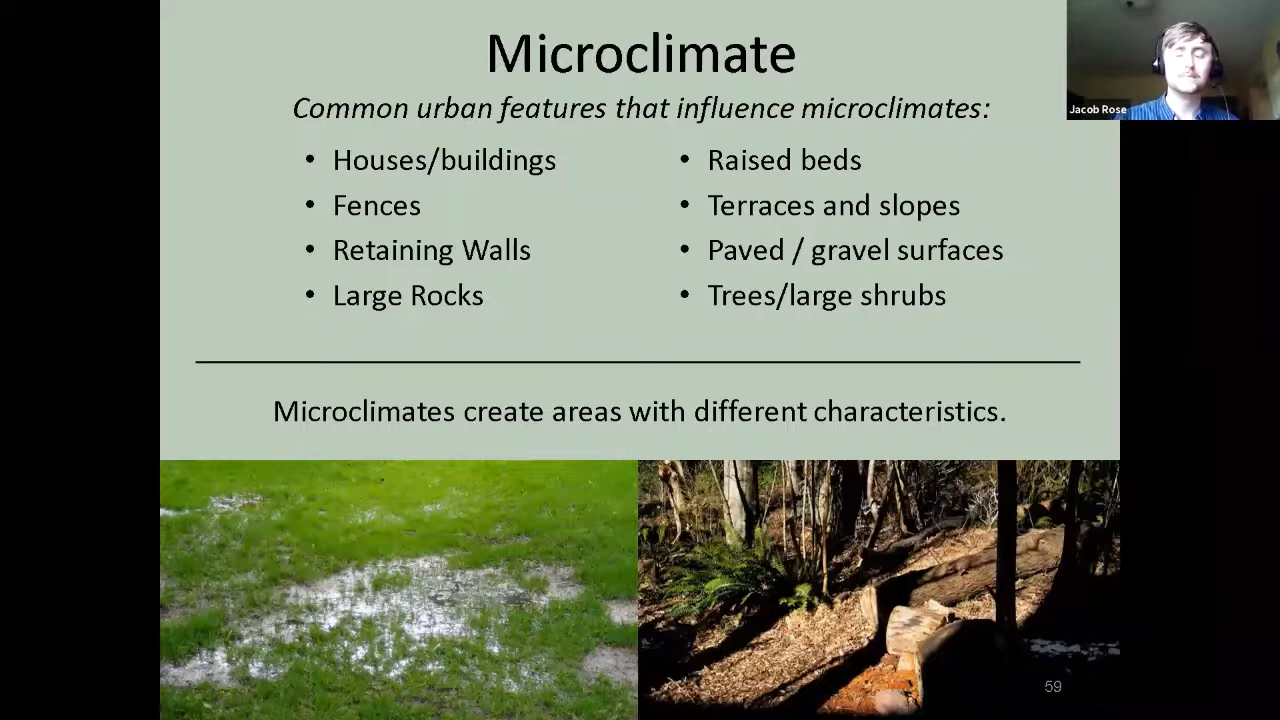 Microclimate
Common urban features that influence microclimates:
• Houses/buildings
• Fences
• Retaining Walls
• Large Rocks
• Raised beds
• Terraces and slopes
• Paved / gravel surfaces
• Trees/large shrubs
Microclimates create areas with different characteristics.
59
Jacob Rose